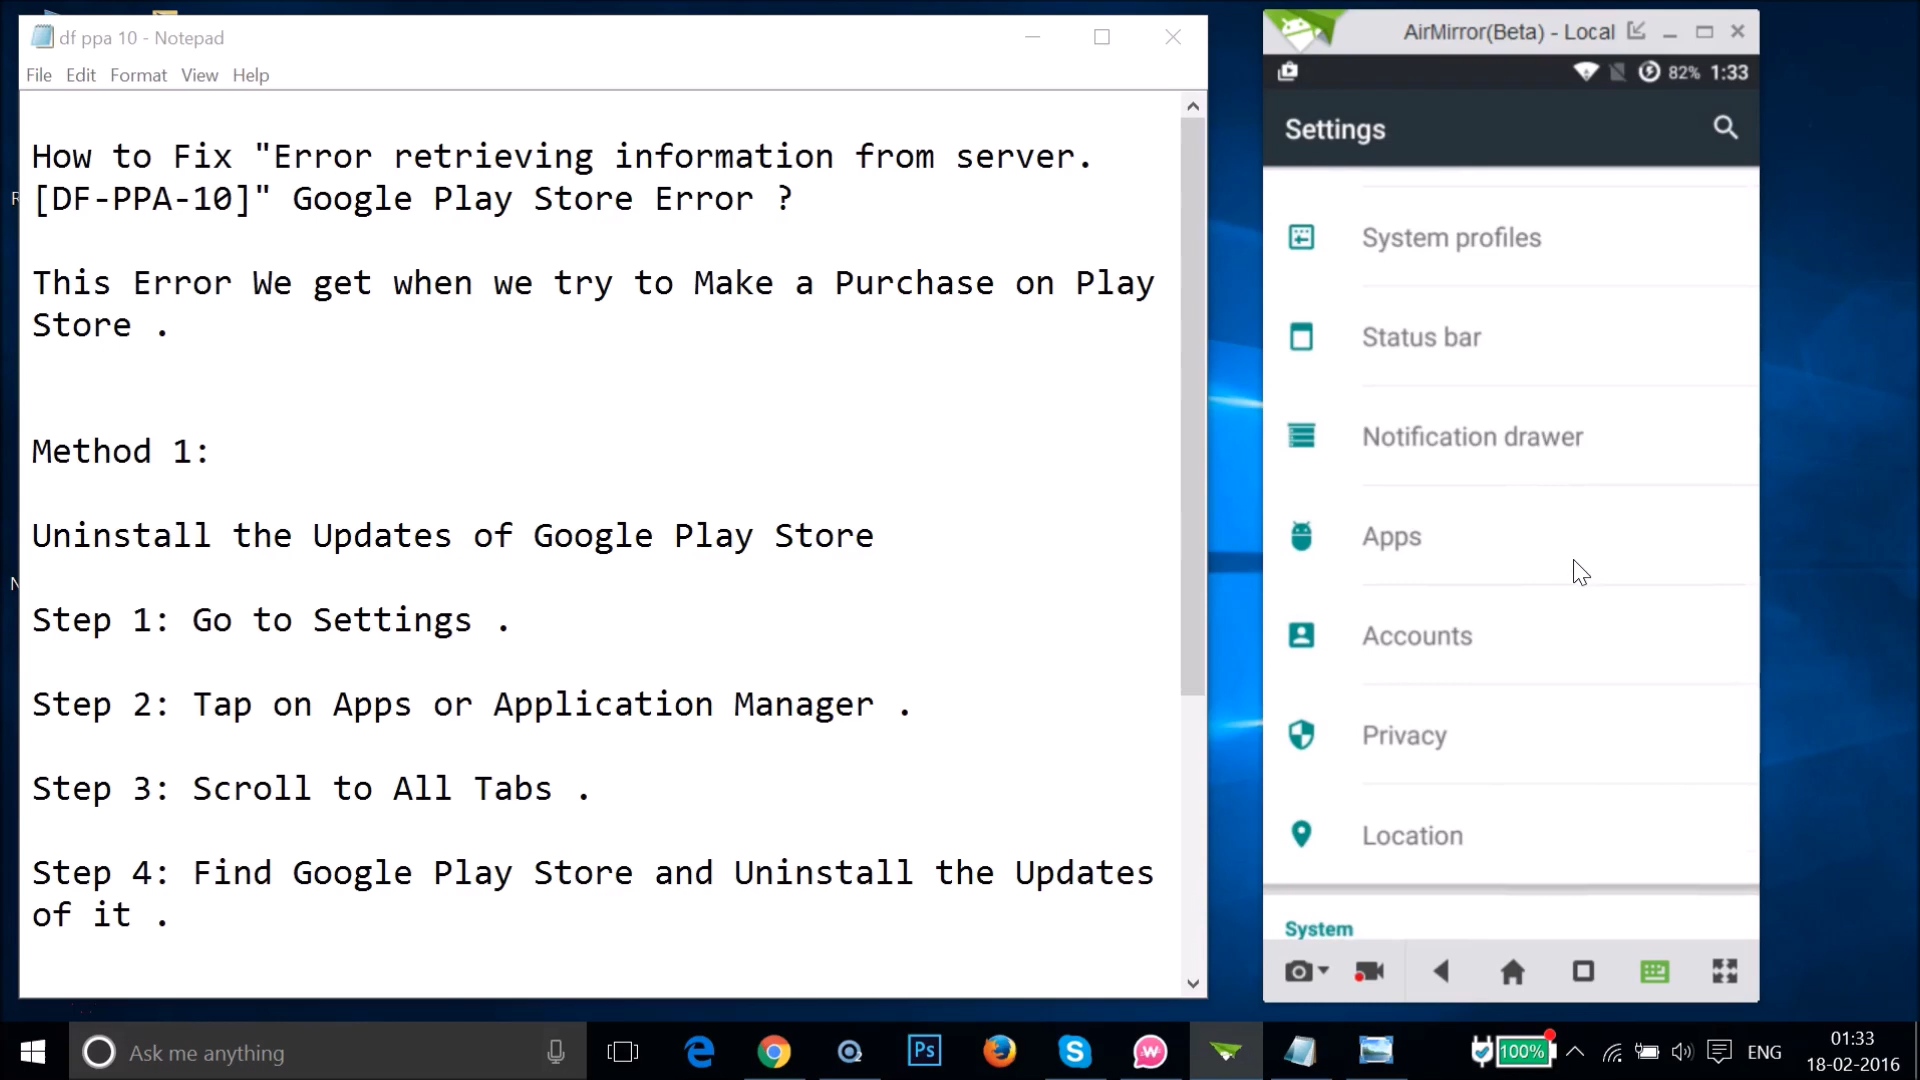 df ppa 10 - Notepad
File Edit Format View Help
How to Fix "Error retrieving information from server.
[DF-PPA-10]" Google Play Store Error ?
This Error We get when we try to Make a Purchase on Play
Store .
Method 1:
Uninstall the Updates of Google Play Store
Step 1: Go to Settings .
Step 2: Tap on Apps or Application Manager .
Step 3: Scroll to All Tabs .
Step 4: Find Google Play Store and Uninstall the Updates
of it .
AirMirror(Beta) - Local
82% 1:33
Settings
System profiles
Status bar
Notification drawer
Apps
Accounts
Privacy
Location
System
Ask me anything
Ps
100%
ENG
01:33
18-02-2016